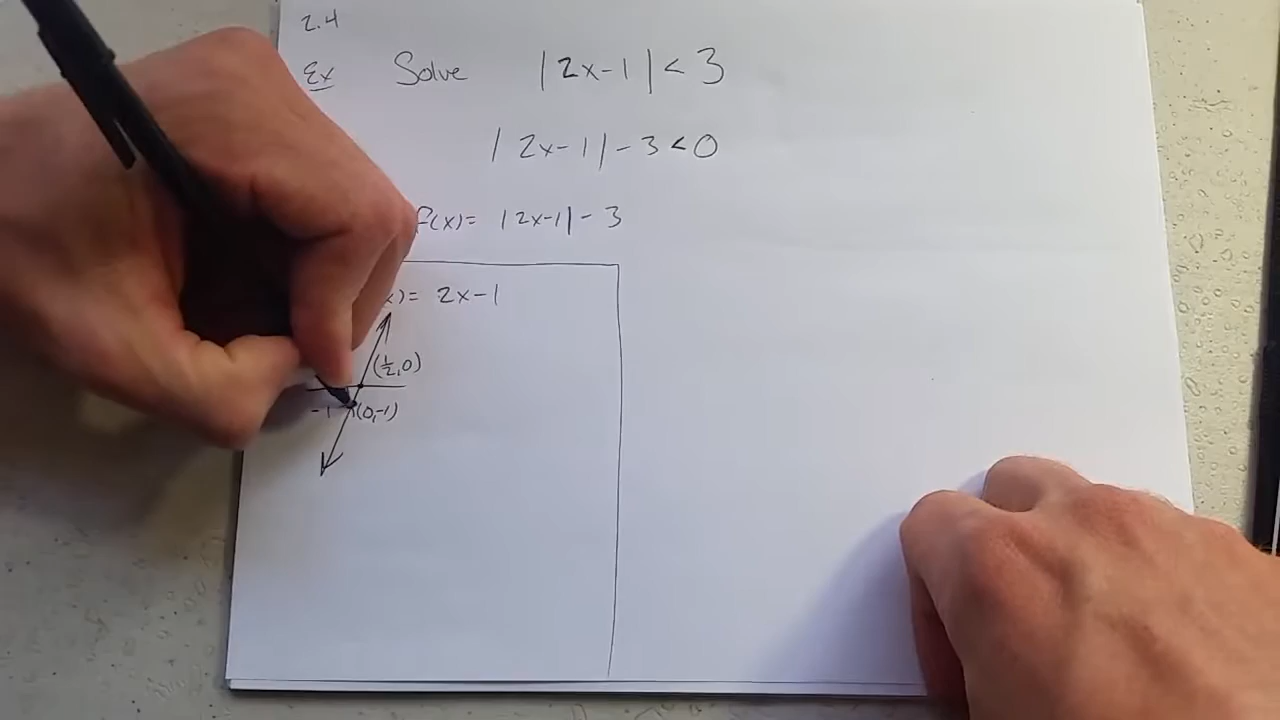 2.4
Ex Solve |2x-1| < 3
|2x-1| - 3 < 0
f(x) = |2x-1| - 3
x) = 2x-1
(½,0)
-1 (0,-1)